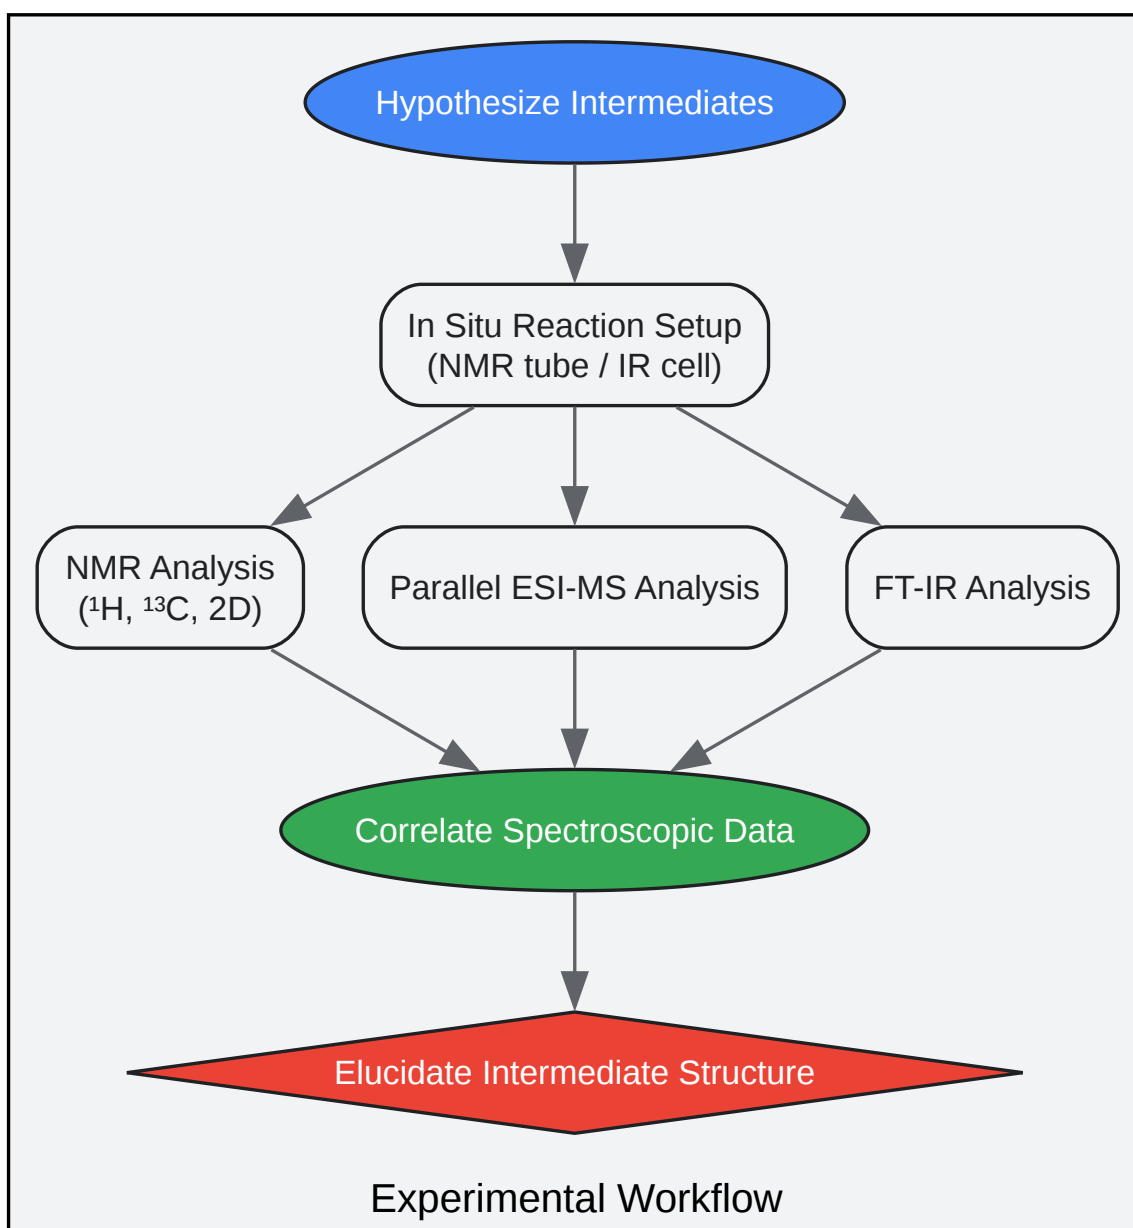 Hypothesize Intermediates
In Situ Reaction Setup
(NMR tube / IR cell)
NMR Analysis
(¹H, ¹³C, 2D)
Parallel ESI-MS Analysis
FT-IR Analysis
Correlate Spectroscopic Data
Elucidate Intermediate Structure
Experimental Workflow